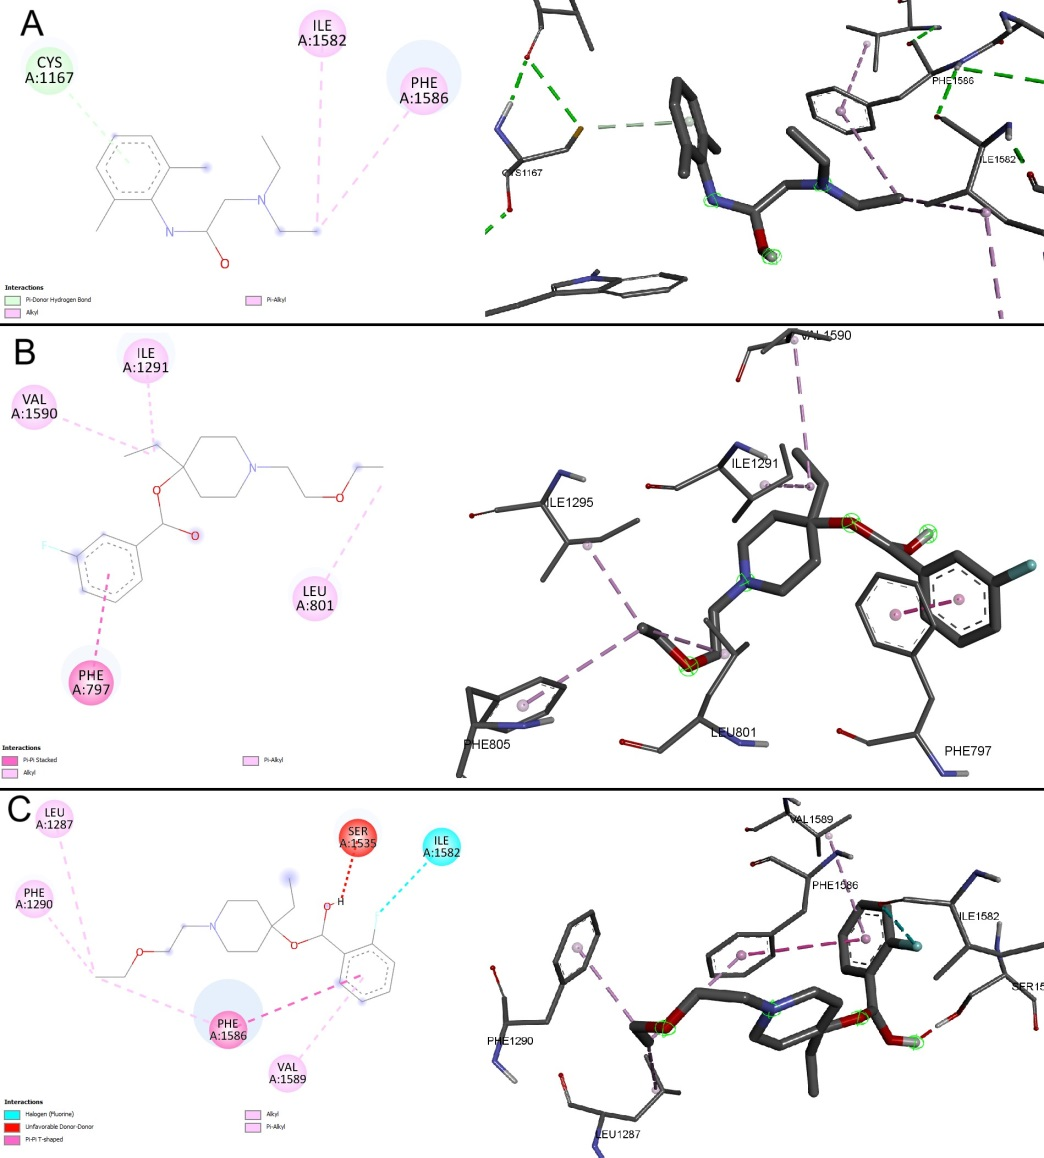 A
CYS
A:1167
ILE
A:1582
PHE
A:1586
N
N
O
Interactions
Pi-Donor Hydrogen Bond
Alkyl
Pi-Alkyl
CYS1167
PHE1586
ILE1582
B
ILE
A:1291
VAL
A:1590
N
O
O
O
F
LEU
A:801
PHE
A:797
Interactions
Pi-Pi Stacked
Alkyl
Pi-Alkyl
VAL1590
ILE1291
ILE1295
PHE805
LEU801
PHE797
C
LEU
A:1287
SER
A:1535
ILE
A:1582
PHE
A:1290
O
H
N
O
O
PHE
A:1586
VAL
A:1589
Interactions
Halogen (Fluorine)
Unfavorable Donor-Donor
Pi-Pi T-shaped
Alkyl
Pi-Alkyl
VAL1589
PHE1586
ILE1582
SER15
PHE1290
LEU1287